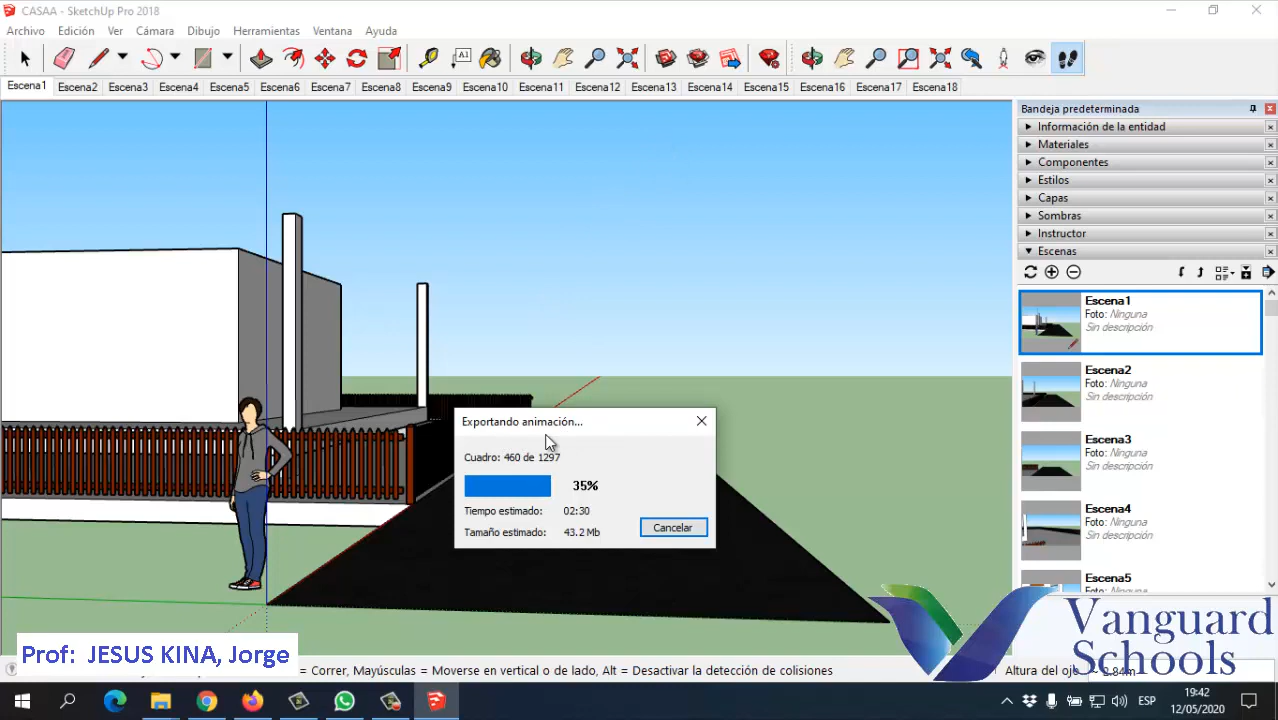 CASAA - SketchUp Pro 2018
Archivo Edición Ver Cámara Dibujo Herramientas Ventana Ayuda
A1
Escena1 Escena2 Escena3 Escena4 Escena5 Escena6 Escena7 Escena8 Escena9 Escena10 Escena11 Escena12 Escena13 Escena14 Escena15 Escena16 Escena17 Escena18
Bandeja predeterminada
Información de la entidad
Materiales
Componentes
Estilos
Capas
Sombras
Instructor
Escenas
Escena1
Foto: Ninguna
Sin descripción
Escena2
Foto: Ninguna
Sin descripción
Escena3
Foto: Ninguna
Sin descripción
Escena4
Foto: Ninguna
Sin descripción
Escena5
Exportando animación...
Cuadro: 460 de 1297
35%
Tiempo estimado: 02:30
Tamaño estimado: 43.2 Mb
Cancelar
Vanguard
Schools
Prof: JESUS KINA, Jorge
= Correr, Mayúsculas = Moverse en vertical o de lado, Alt = Desactivar la detección de colisiones
Altura del ojo
2.84m
ESP
19:42
12/05/2020